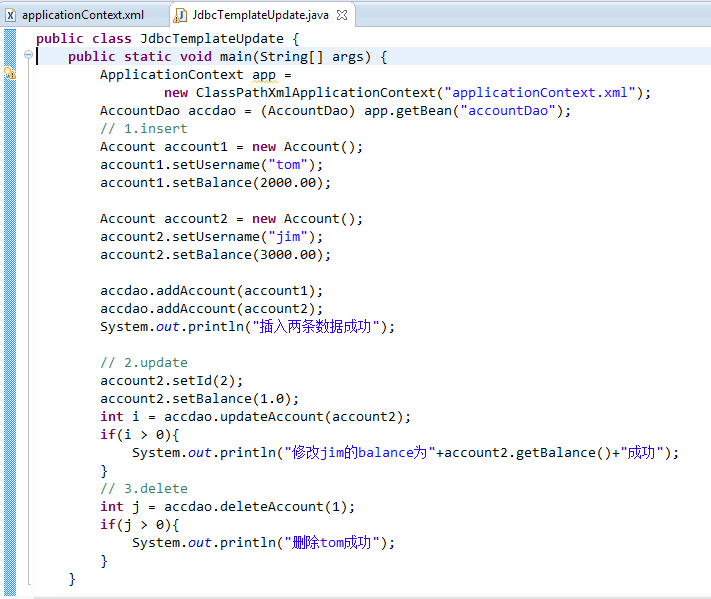 applicationContext.xml JdbcTemplateUpdate.java
public class JdbcTemplateUpdate {
    public static void main(String[] args) {
        ApplicationContext app =
                new ClassPathXmlApplicationContext("applicationContext.xml");
        AccountDao accdao = (AccountDao) app.getBean("accountDao");
        // 1.insert
        Account account1 = new Account();
        account1.setUsername("tom");
        account1.setBalance(2000.00);

        Account account2 = new Account();
        account2.setUsername("jim");
        account2.setBalance(3000.00);

        accdao.addAccount(account1);
        accdao.addAccount(account2);
        System.out.println("插入两条数据成功");

        // 2.update
        account2.setId(2);
        account2.setBalance(1.0);
        int i = accdao.updateAccount(account2);
        if(i > 0){
            System.out.println("修改jim的balance为"+account2.getBalance()+"成功");
        }
        // 3.delete
        int j = accdao.deleteAccount(1);
        if(j > 0){
            System.out.println("删除tom成功");
        }
    }